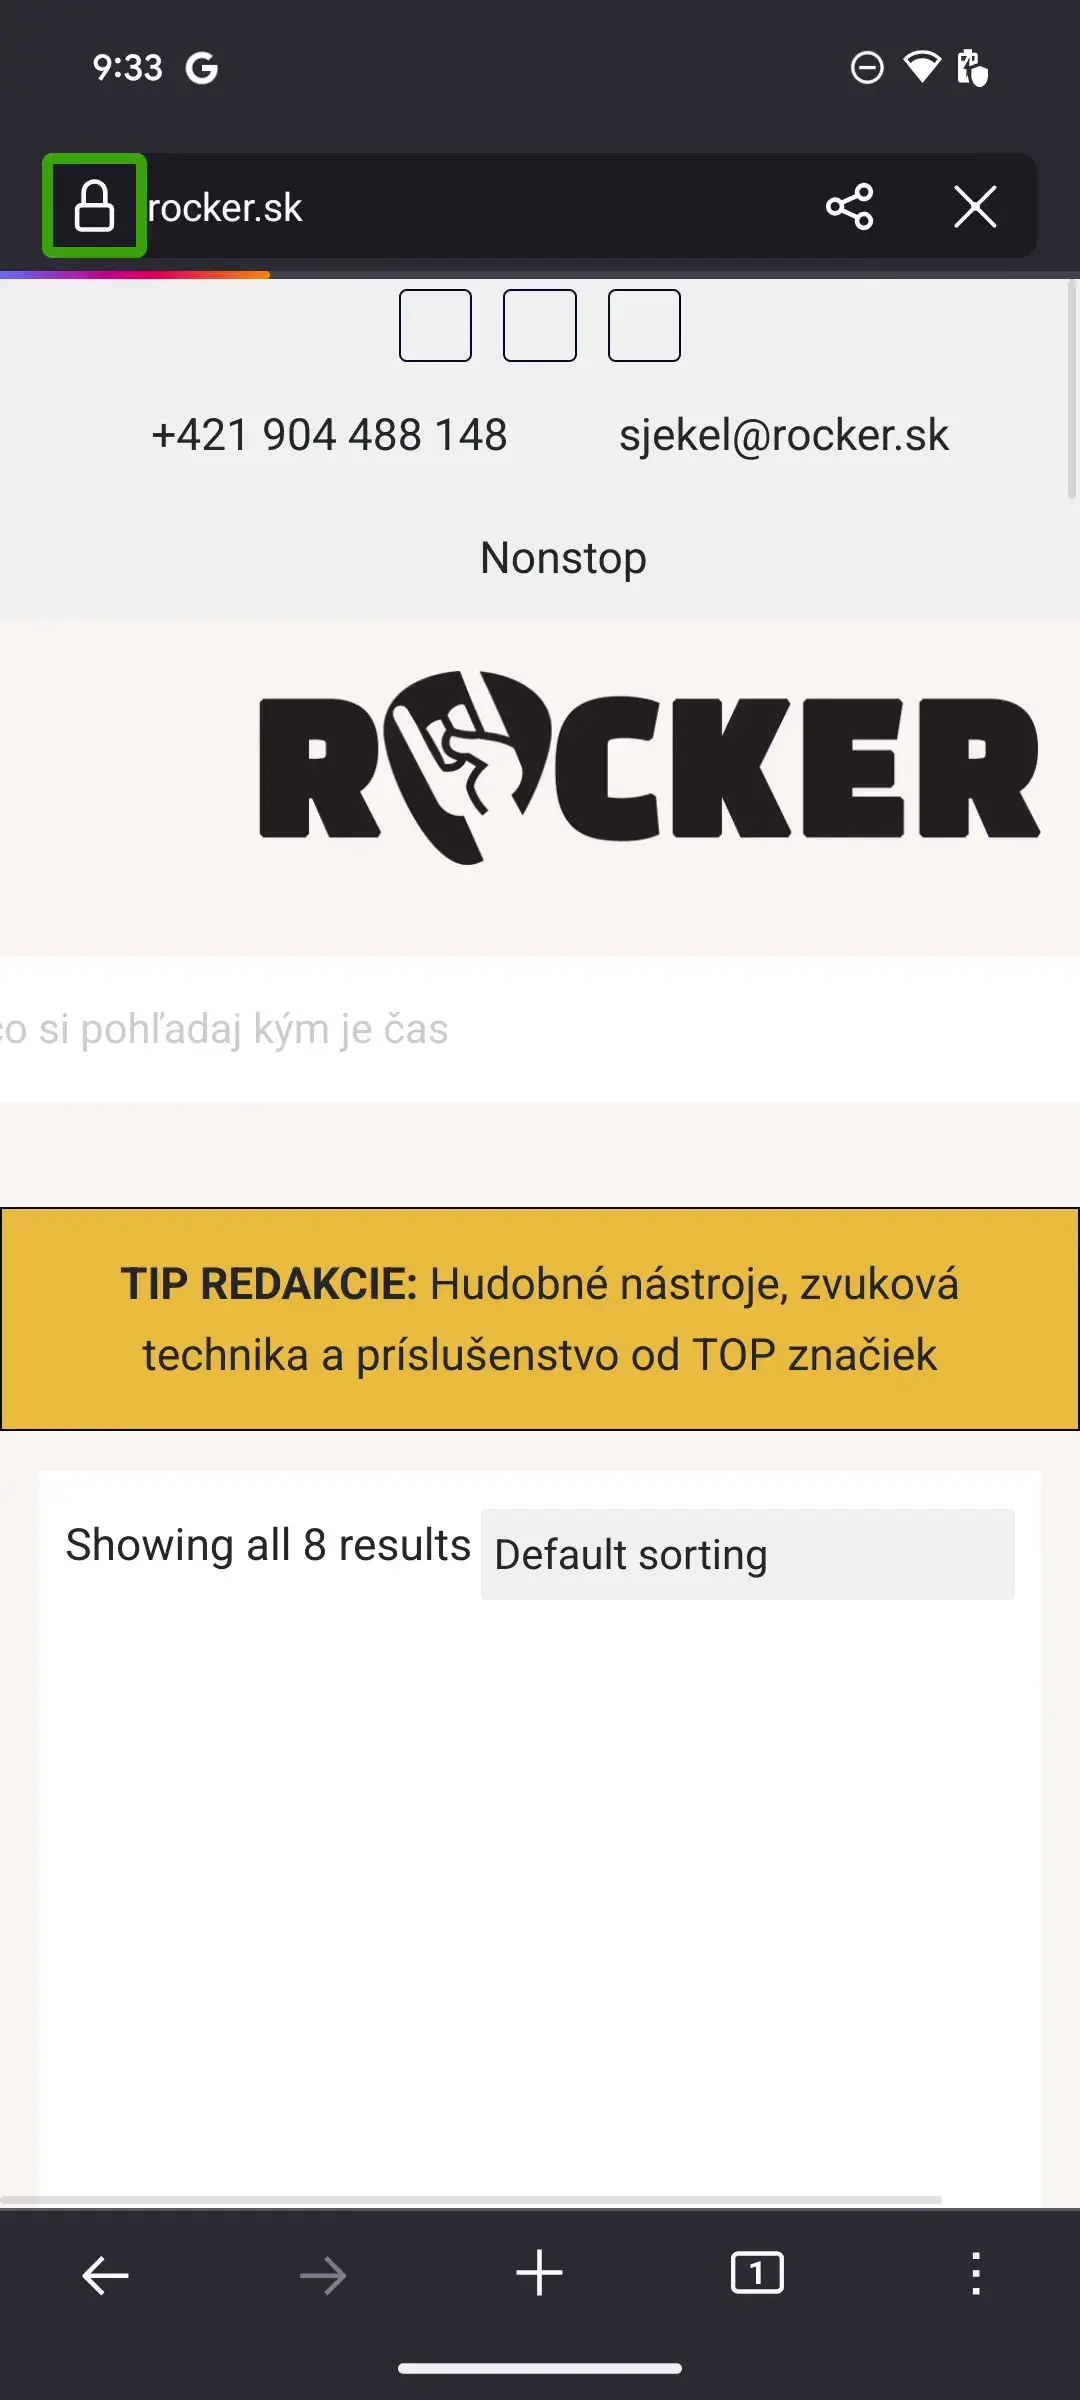 9:33
rocker.sk
+421 904 488 148 sjekel@rocker.sk
Nonstop
ROCKER
čo si pohľadaj kým je čas
TIP REDAKCIE: Hudobné nástroje, zvuková
technika a príslušenstvo od TOP značiek
Showing all 8 results Default sorting
1